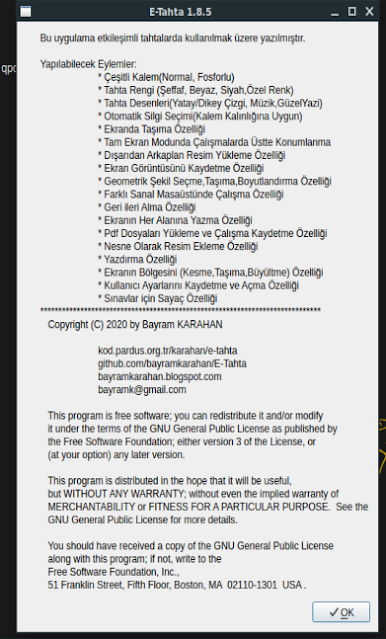 E-Tahta 1.8.5
Bu uygulama etkileşimli tahtalarda kullanılmak üzere yazılmıştır.
Yapılabilecek Eylemler:
* Çeşitli Kalem(Normal, Fosforlu)
* Tahta Rengi (Şeffaf, Beyaz, Siyah,Özel Renk)
* Tahta Desenleri(Yatay/Dikey Çizgi, Müzik,GüzelYazi)
* Otomatik Silgi Seçimi(Kalem Kalınlığına Uygun)
* Ekranda Taşıma Özelliği
* Tam Ekran Modunda Çalışmalarda Üstte Konumlanma
* Dışarıdan Arkaplan Resim Yükleme Özelliği
* Ekran Görüntüsünü Kaydetme Özelliği
* Geometrik Şekil Seçme,Taşıma,Boyutlandırma Özelliği
* Farklı Sanal Masaüstünde Çalışma Özelliği
* Geri ileri Alma Özelliği
* Ekranın Her Alanına Yazma Özelliği
* Pdf Dosyaları Yükleme ve Çalışma Kaydetme Özelliği
* Nesne Olarak Resim Ekleme Özelliği
* Yazdırma Özelliği
* Ekranın Bölgesini (Kesme,Taşıma,Büyültme) Özelliği
* Kullanıcı Ayarlarını Kaydetme ve Açma Özelliği
* Sınavlar için Sayaç Özelliği
******************************************************************************
Copyright (C) 2020 by Bayram KARAHAN
kod.pardus.org.tr/karahan/e-tahta
github.com/bayramkarahan/E-Tahta
bayramkarahan.blogspot.com
bayramk@gmail.com
This program is free software; you can redistribute it and/or modify
it under the terms of the GNU General Public License as published by
the Free Software Foundation; either version 3 of the License, or
(at your option) any later version.
This program is distributed in the hope that it will be useful,
but WITHOUT ANY WARRANTY; without even the implied warranty of
MERCHANTABILITY or FITNESS FOR A PARTICULAR PURPOSE. See the
GNU General Public License for more details.
You should have received a copy of the GNU General Public License
along with this program; if not, write to the
Free Software Foundation, Inc.,
51 Franklin Street, Fifth Floor, Boston, MA 02110-1301 USA .
OK